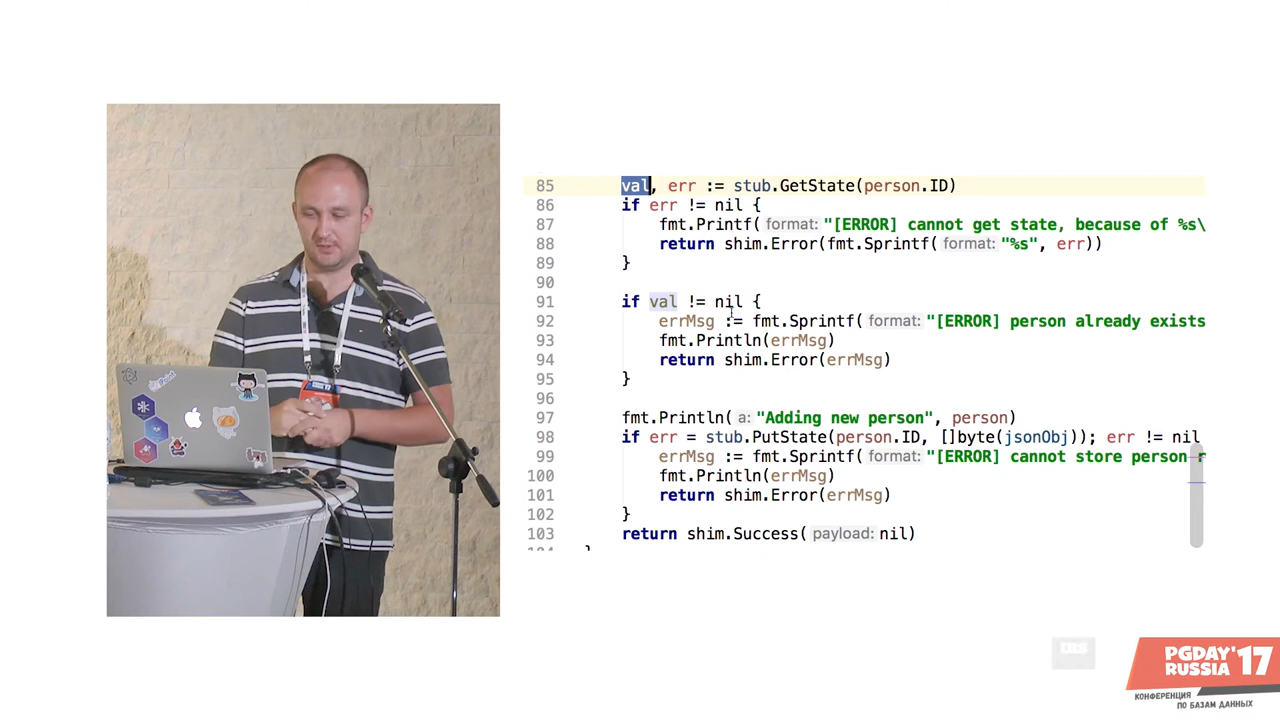 85 val, err := stub.GetState(person.ID)
86 if err != nil {
87 fmt.Printf( format: "[ERROR] cannot get state, because of %s\
88 return shim.Error(fmt.Sprintf( format: "%s", err))
89 }
90
91 if val != nil {
92 errMsg := fmt.Sprintf( format: "[ERROR] person already exists
93 fmt.Println(errMsg)
94 return shim.Error(errMsg)
95 }
96
97 fmt.Println( a: "Adding new person", person)
98 if err = stub.PutState(person.ID, []byte(jsonObj)); err != nil
99 errMsg := fmt.Sprintf( format: "[ERROR] cannot store person r
100 fmt.Println(errMsg)
101 return shim.Error(errMsg)
102 }
103 return shim.Success( payload: nil)
PGDAY'17
RUSSIA
КОНФЕРЕНЦИЯ
ПО БАЗАМ ДАННЫХ